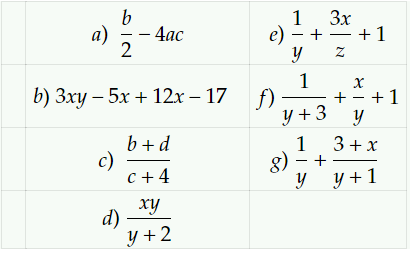 a) b/2 − 4ac
e) 1/y + 3x/z + 1
b) 3xy − 5x + 12x − 17
f) 1/(y + 3) + x/y + 1
c) (b + d)/(c + 4)
g) 1/y + (3 + x)/(y + 1)
d) xy/(y + 2)